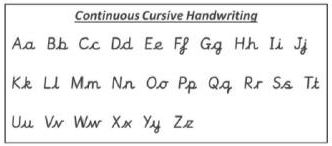 Continuous Cursive Handwriting
Aa Bb Cc Dd Ee Ff Gg Hh Ii Jj
Kk Ll Mm Nn Oo Pp Qq Rr Ss Tt
Uu Vv Ww Xx Yy Zz